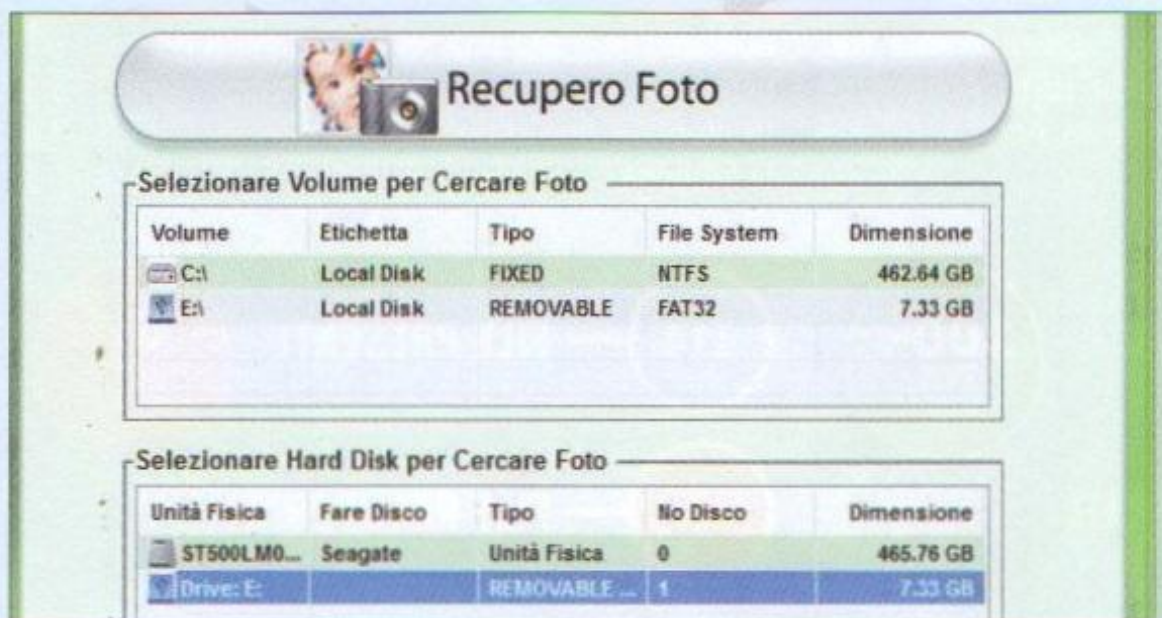 Recupero Foto
Selezionare Volume per Cercare Foto
Volume Etichetta Tipo File System Dimensione
C:\ Local Disk FIXED NTFS 462.64 GB
E:\ Local Disk REMOVABLE FAT32 7.33 GB
Selezionare Hard Disk per Cercare Foto
Unità Fisica Fare Disco Tipo No Disco Dimensione
ST500LM0... Seagate Unità Fisica 0 465.76 GB
Drive: E: REMOVABLE ... 1 7.33 GB